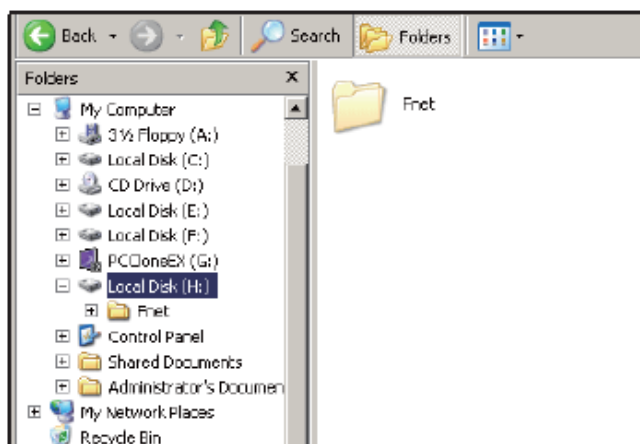 Back Search Folders
Folders x
My Computer
3½ Floppy (A:)
Local Disk (C:)
CD Drive (D:)
Local Disk (E:)
Local Disk (F:)
PCCloneEX (G:)
Local Disk (H:)
Fnet
Control Panel
Shared Documents
Administrator's Documen
My Network Places
Recycle Bin
Fnet